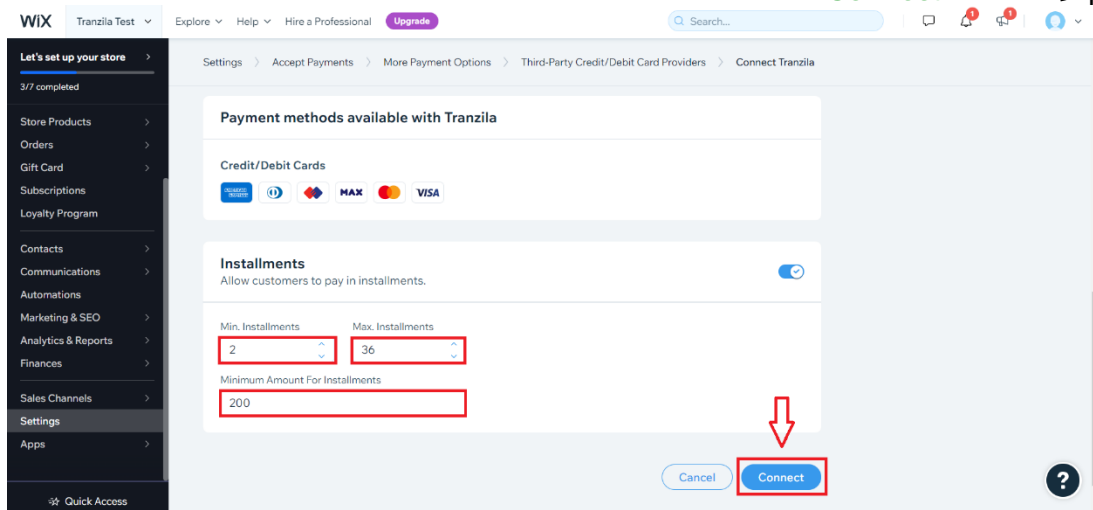 WiX Tranzila Test Explore Help Hire a Professional Upgrade Search... 1 1
Let's set up your store
3/7 completed
Store Products
Orders
Gift Card
Subscriptions
Loyalty Program
Contacts
Communications
Automations
Marketing & SEO
Analytics & Reports
Finances
Sales Channels
Settings
Apps
Quick Access
Settings > Accept Payments > More Payment Options > Third-Party Credit/Debit Card Providers > Connect Tranzila
Payment methods available with Tranzila
Credit/Debit Cards
MAX VISA
Installments
Allow customers to pay in installments.
Min. Installments Max. Installments
2 36
Minimum Amount For Installments
200
Cancel Connect
?